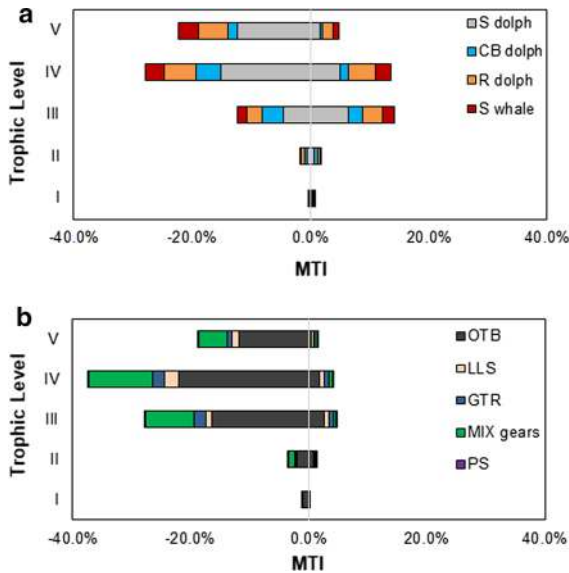 a
V
IV
III
II
I
Trophic Level
-40.0% -20.0% 0.0% 20.0% 40.0%
MTI
S dolph
CB dolph
R dolph
S whale
b
V
IV
III
II
I
Trophic Level
-40.0% -20.0% 0.0% 20.0% 40.0%
MTI
OTB
LLS
GTR
MIX gears
PS